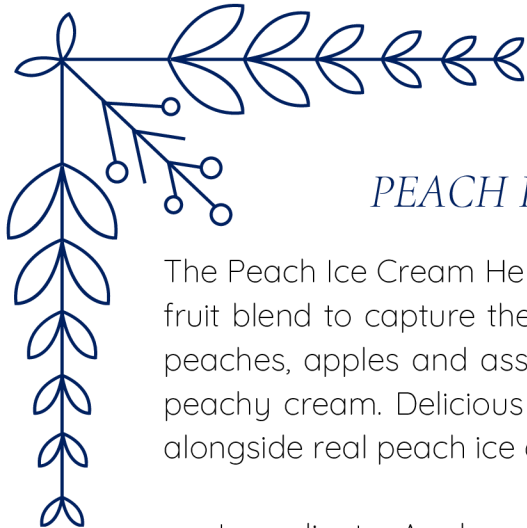 PEACH
The Peach Ice Cream He
fruit blend to capture the
peaches, apples and ass
peachy cream. Delicious
alongside real peach ice